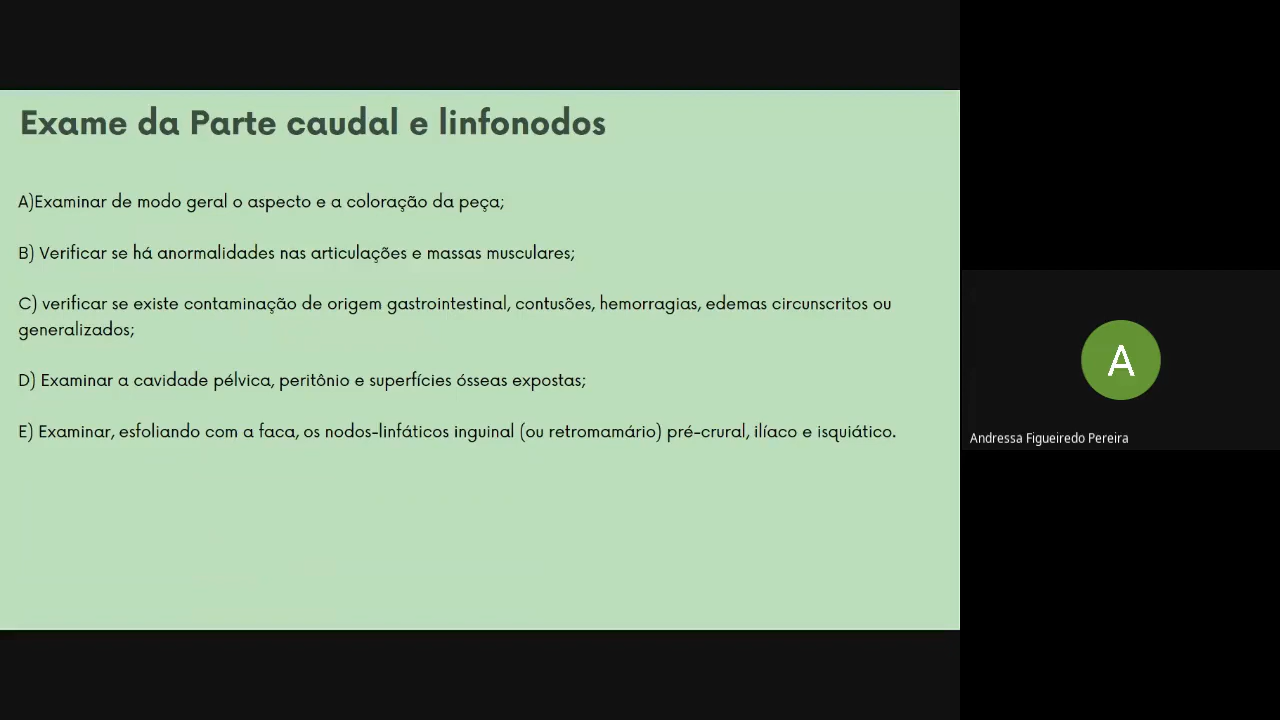 Exame da Parte caudal e linfonodos
A)Examinar de modo geral o aspecto e a coloração da peça;
B) Verificar se há anormalidades nas articulações e massas musculares;
C) verificar se existe contaminação de origem gastrointestinal, contusões, hemorragias, edemas circunscritos ou
generalizados;
D) Examinar a cavidade pélvica, peritônio e superfícies ósseas expostas;
E) Examinar, esfoliando com a faca, os nodos-linfáticos inguinal (ou retromamário) pré-crural, ilíaco e isquiático.
A
Andressa Figueiredo Pereira